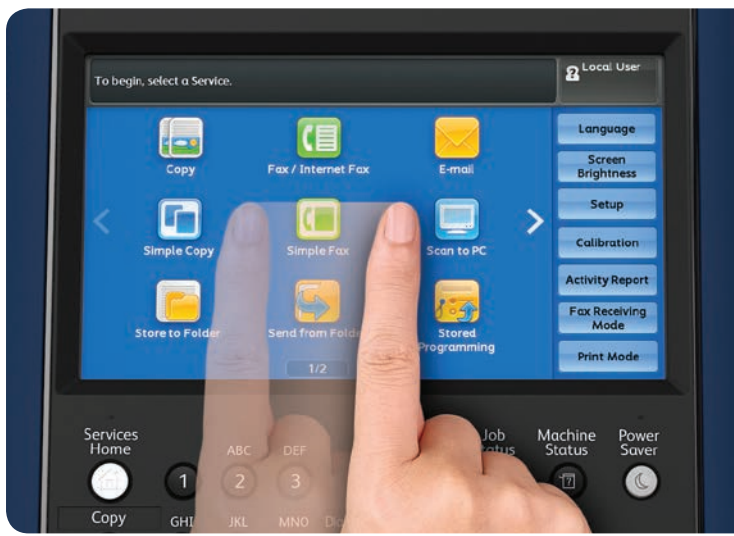 To begin, select a Service.
Local User
Copy
Fax / Internet Fax
E-mail
Language
Screen
Brightness
Setup
Simple Copy
Simple Fax
Scan to PC
Calibration
Activity Report
Store to Folder
Send from Folder
Stored
Programming
Fax Receiving
Mode
1/2
Print Mode
Services
Home
Job
Machine
Status
Power
Saver
ABC
DEF
1
2
3
Copy
GHI
JKL
MNO